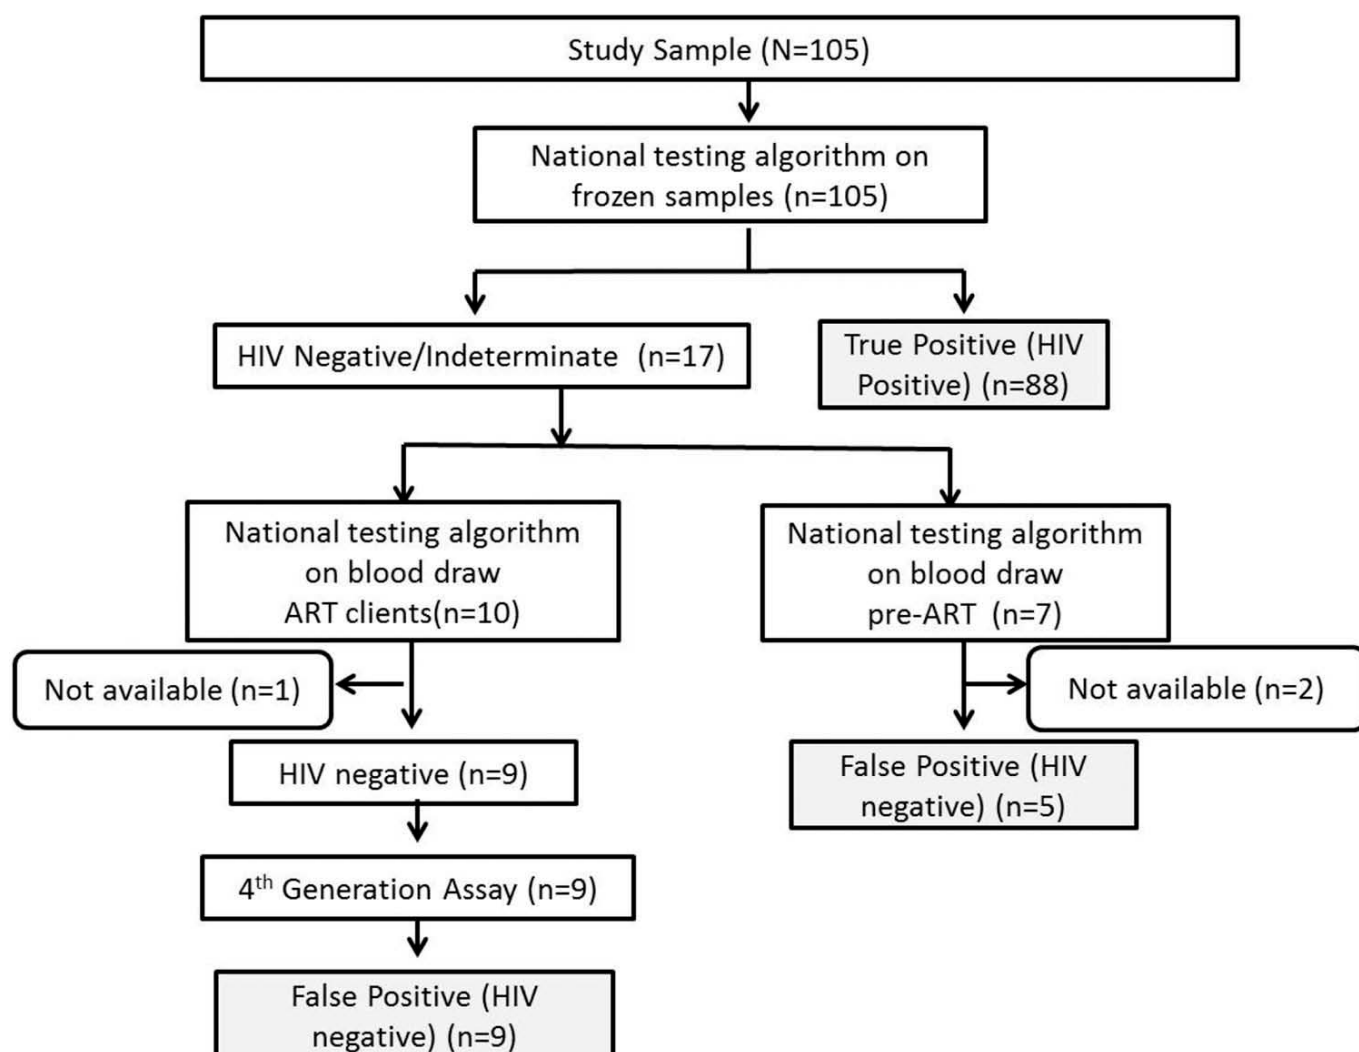 Study Sample (N=105)
National testing algorithm on
frozen samples (n=105)
HIV Negative/Indeterminate (n=17)
True Positive (HIV
Positive) (n=88)
National testing algorithm
on blood draw
ART clients(n=10)
National testing algorithm
on blood draw
pre-ART (n=7)
Not available (n=1)
Not available (n=2)
HIV negative (n=9)
False Positive (HIV
negative) (n=5)
4th Generation Assay (n=9)
False Positive (HIV
negative) (n=9)